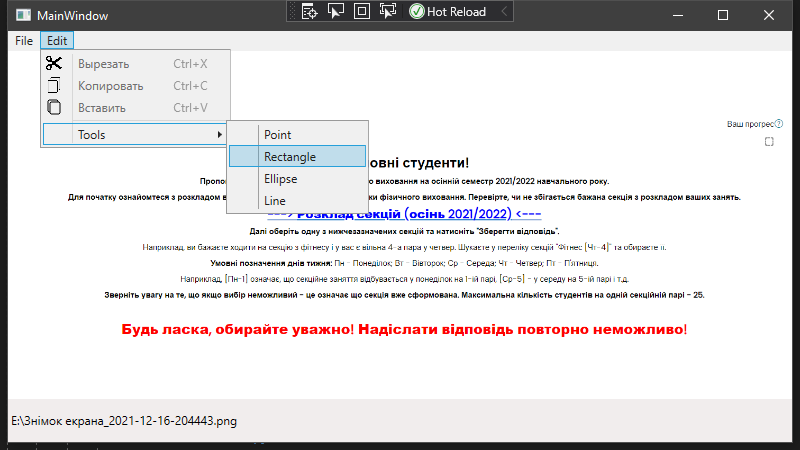 MainWindow
Hot Reload
File Edit
Вырезать Ctrl+X
Копировать Ctrl+C
Вставить Ctrl+V
Tools
Point
Rectangle
Ellipse
Line
Ваш прогрес
овні студенти!
Пропо го виховання на осінній семестр 2021/2022 навчального року.
Для початку ознайомтеся з розкладом в ки фізичного виховання. Перевірте, чи не збігається бажана секція з розкладом ваших занять.
---> Розклад секцій (осінь 2021/2022) <---
Далі оберіть одну з нижчезазначених секцій та натисніть "Зберегти відповідь".
Наприклад, ви бажаєте ходити на секцію з фітнесу і у вас є вільна 4-а пара у четвер. Шукаєте у переліку секцій "Фітнес [Чт-4]" та обираєте її.
Умовні позначення днів тижня: Пн - Понеділок; Вт - Вівторок; Ср - Середа; Чт - Четвер; Пт - П'ятниця.
Наприклад, [Пн-1] означає, що секційне заняття відбувається у понеділок на 1-ій парі, [Ср-5] - у середу на 5-ій парі і т.д.
Зверніть увагу на те, що якщо вибір неможливий - це означає що секція вже сформована. Максимальна кількість студентів на одній секційній парі - 25.
Будь ласка, обирайте уважно! Надіслати відповідь повторно неможливо!
E:\Знімок екрана_2021-12-16-204443.png